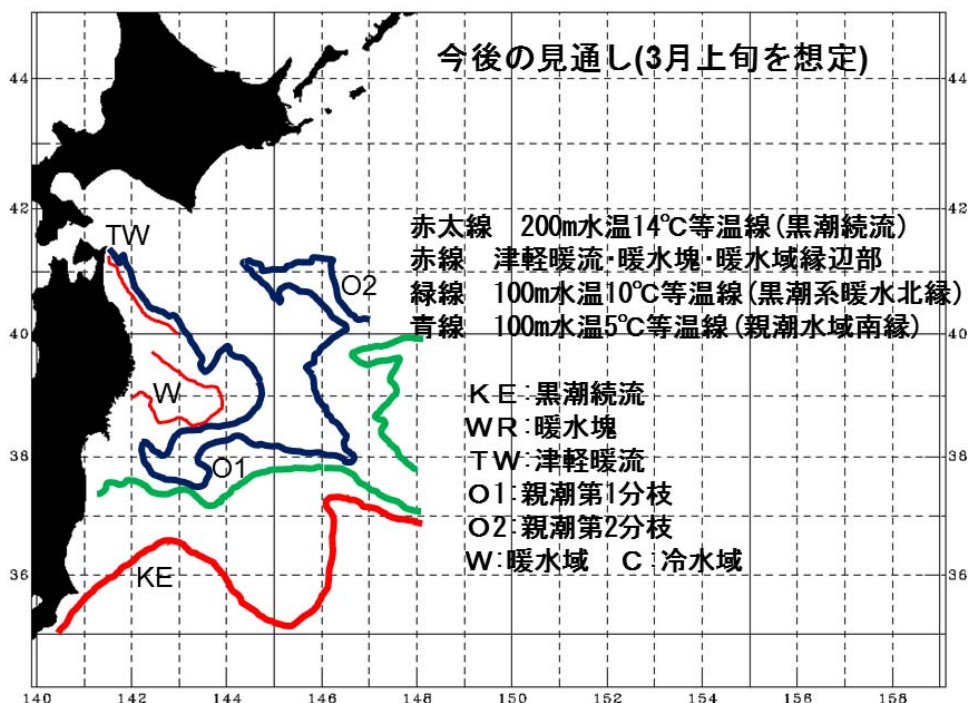 今後の見通し(3月上旬を想定)
44
44
42
42
TW
赤太線 200m水温14℃等温線(黒潮続流)
赤線 津軽暖流・暖水塊・暖水域縁辺部
O2
緑線 100m水温10℃等温線(黒潮系暖水北縁)
青線 100m水温5℃等温線(親潮水域南縁)
40
40
W
KE:黒潮続流
WR:暖水塊
38
38
O1
TW:津軽暖流
O1:親潮第1分枝
O2:親潮第2分枝
W:暖水域 C:冷水域
36
36
KE
140 142 144 146 148 150 152 154 156 158